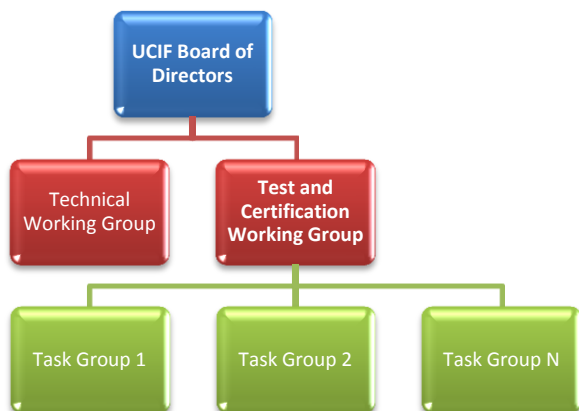 UCIF Board of
Directors
Technical
Working Group
Test and
Certification
Working Group
Task Group 1
Task Group 2
Task Group N